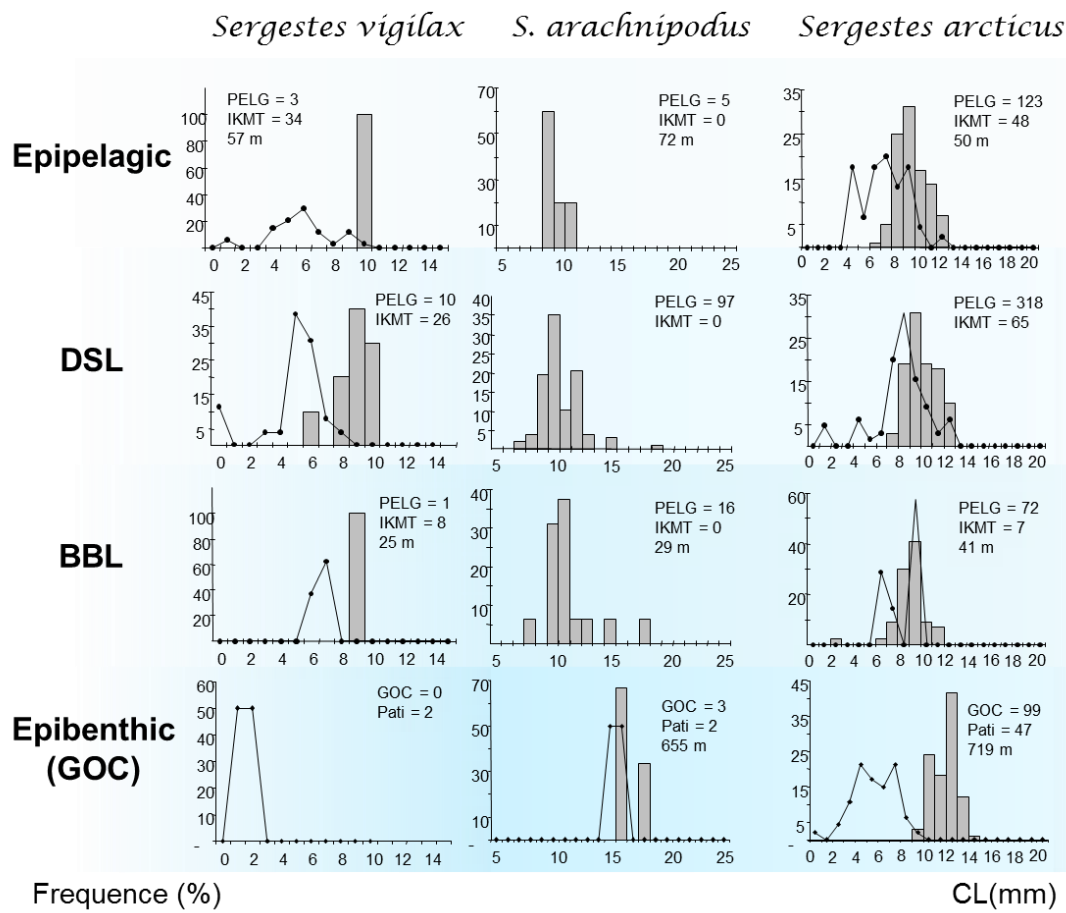 Sergestes vigilax S. arachnipodus Sergestes arcticus
Epipelagic
PELG = 3
IKMT = 34
57 m
100
80
60
40
20
0 2 4 6 8 10 12 14
PELG = 5
IKMT = 0
72 m
70
60
40
20
10
5 10 15 20 25
PELG = 123
IKMT = 48
50 m
35
25
15
5
0 2 4 6 8 10 12 14 16 18 20
DSL
PELG = 10
IKMT = 26
45
35
25
15
5
0 2 4 6 8 10 12 14
PELG = 97
IKMT = 0
40
35
30
25
20
15
10
5
5 10 15 20 25
PELG = 318
IKMT = 65
35
25
15
5
0 2 4 6 8 10 12 14 16 18 20
BBL
PELG = 1
IKMT = 8
25 m
100
80
60
40
20
0 2 4 6 8 10 12 14
PELG = 16
IKMT = 0
29 m
40
30
20
10
5
5 10 15 20 25
PELG = 72
IKMT = 7
41 m
60
40
20
0 2 4 6 8 10 12 14 16 18 20
Epibenthic
(GOC)
GOC = 0
Pati = 2
60
50
40
30
20
10
-
0 2 4 6 8 10 12 14
GOC = 3
Pati = 2
655 m
70
50
30
10
-
5 10 15 20 25
GOC = 99
Pati = 47
719 m
45
35
25
15
5
-
0 2 4 6 8 10 12 14 16 18 20
Frequence (%) CL(mm)